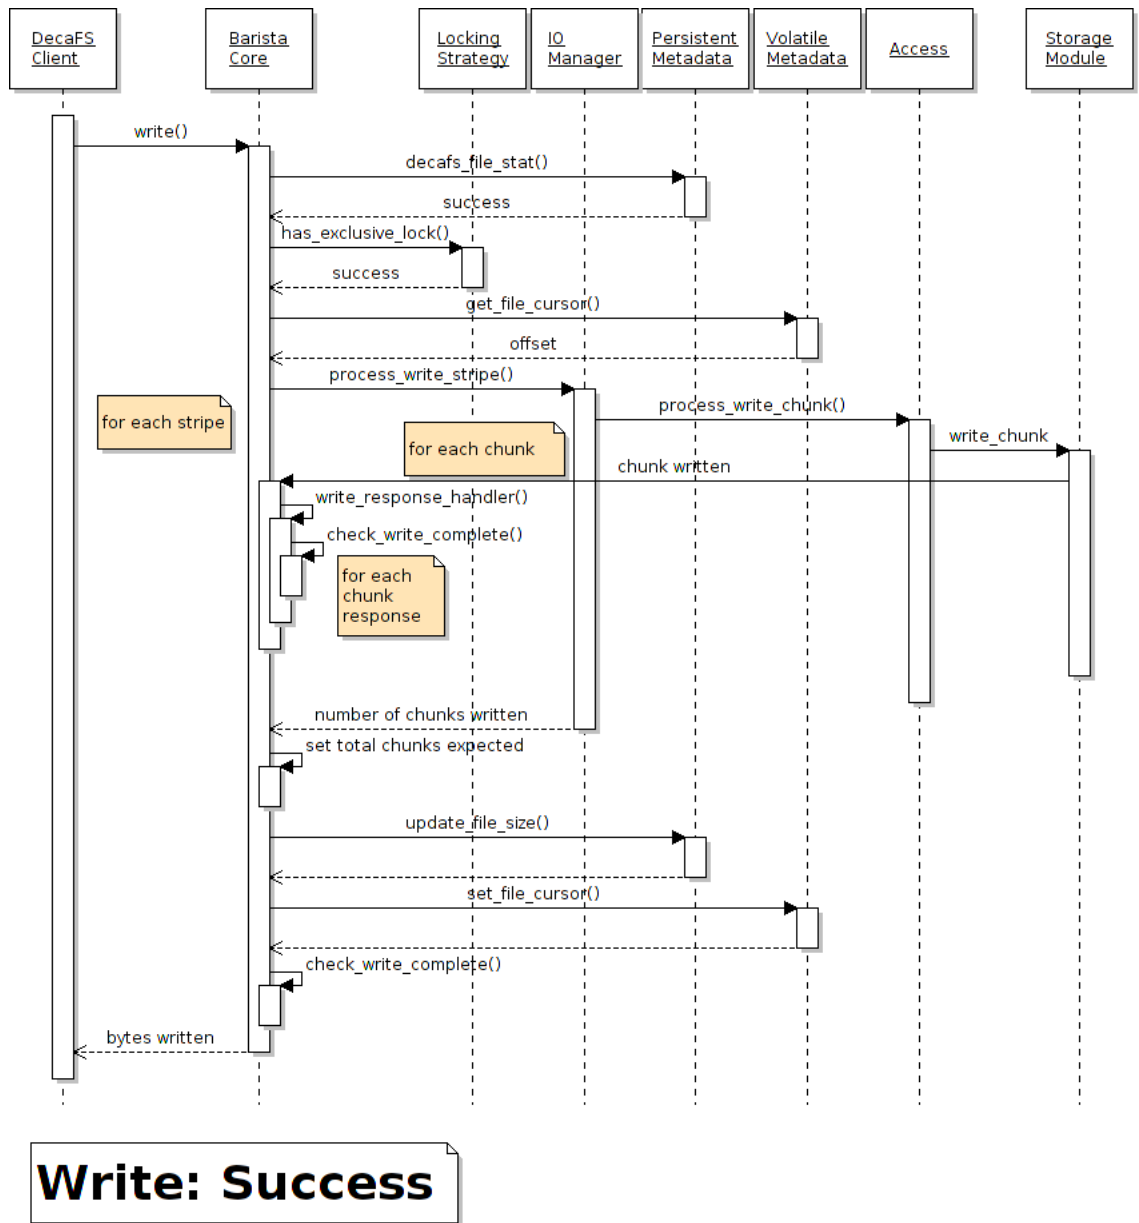 DecaFS
Client
Barista
Core
Locking
Strategy
IO
Manager
Persistent
Metadata
Volatile
Metadata
Access
Storage
Module
write()
decafs_file_stat()
success
has_exclusive_lock()
success
get_file_cursor()
offset
process_write_stripe()
for each stripe
process_write_chunk()
for each chunk
write_chunk
chunk written
write_response_handler()
check_write_complete()
for each
chunk
response
number of chunks written
set total chunks expected
update_file_size()
set_file_cursor()
check_write_complete()
bytes written
Write: Success